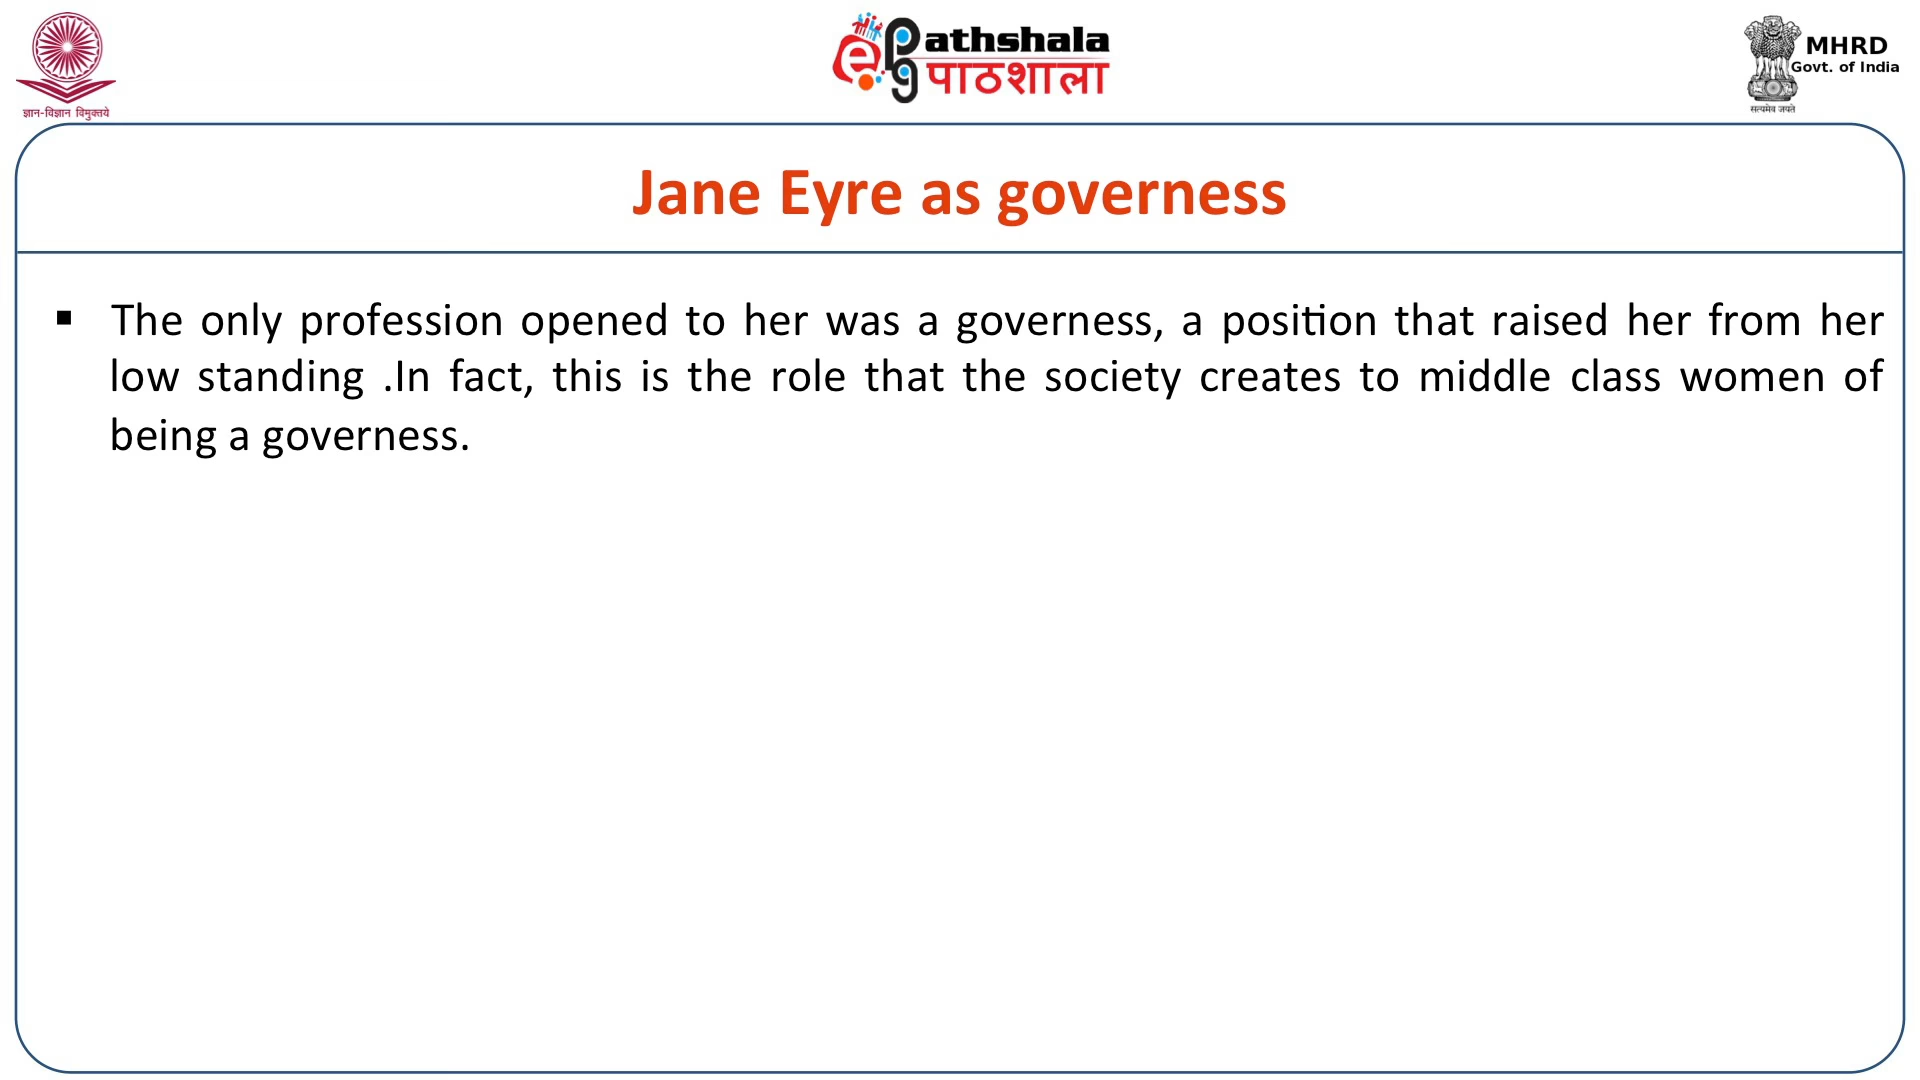 ज्ञान-विज्ञान विमुक्तये
ePg Pathshala
पाठशाला
MHRD
Govt. of India
सत्यमेव जयते
Jane Eyre as governess
▪ The only profession opened to her was a governess, a position that raised her from her
low standing .In fact, this is the role that the society creates to middle class women of
being a governess.